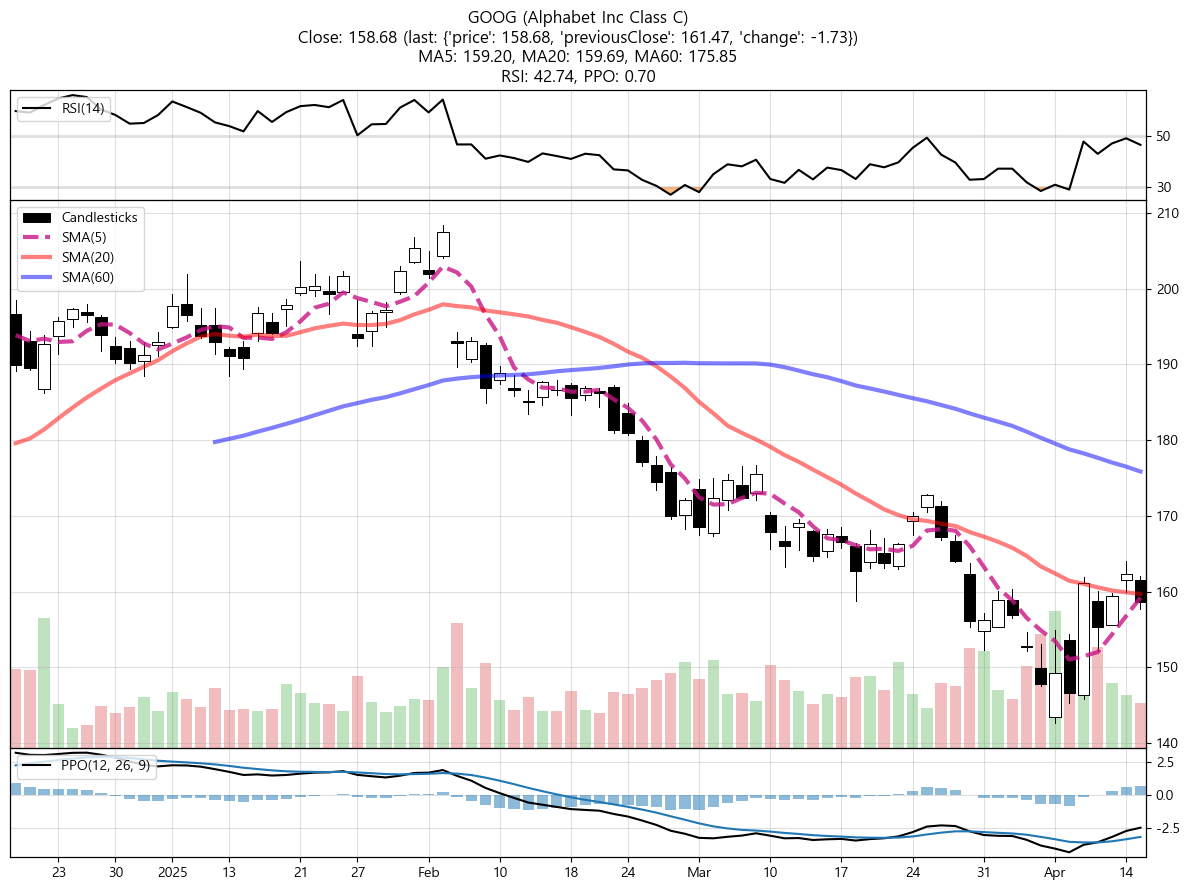 GOOG (Alphabet Inc Class C)
Close: 158.68 (last: {'price': 158.68, 'previousClose': 161.47, 'change': -1.73})
MA5: 159.20, MA20: 159.69, MA60: 175.85
RSI: 42.74, PPO: 0.70
RSI(14)
50
30
Candlesticks
SMA(5)
SMA(20)
SMA(60)
210
200
190
180
170
160
150
140
PPO(12, 26, 9)
2.5
0.0
−2.5
23 30 2025 13 21 27 Feb 10 18 24 Mar 10 17 24 31 Apr 14